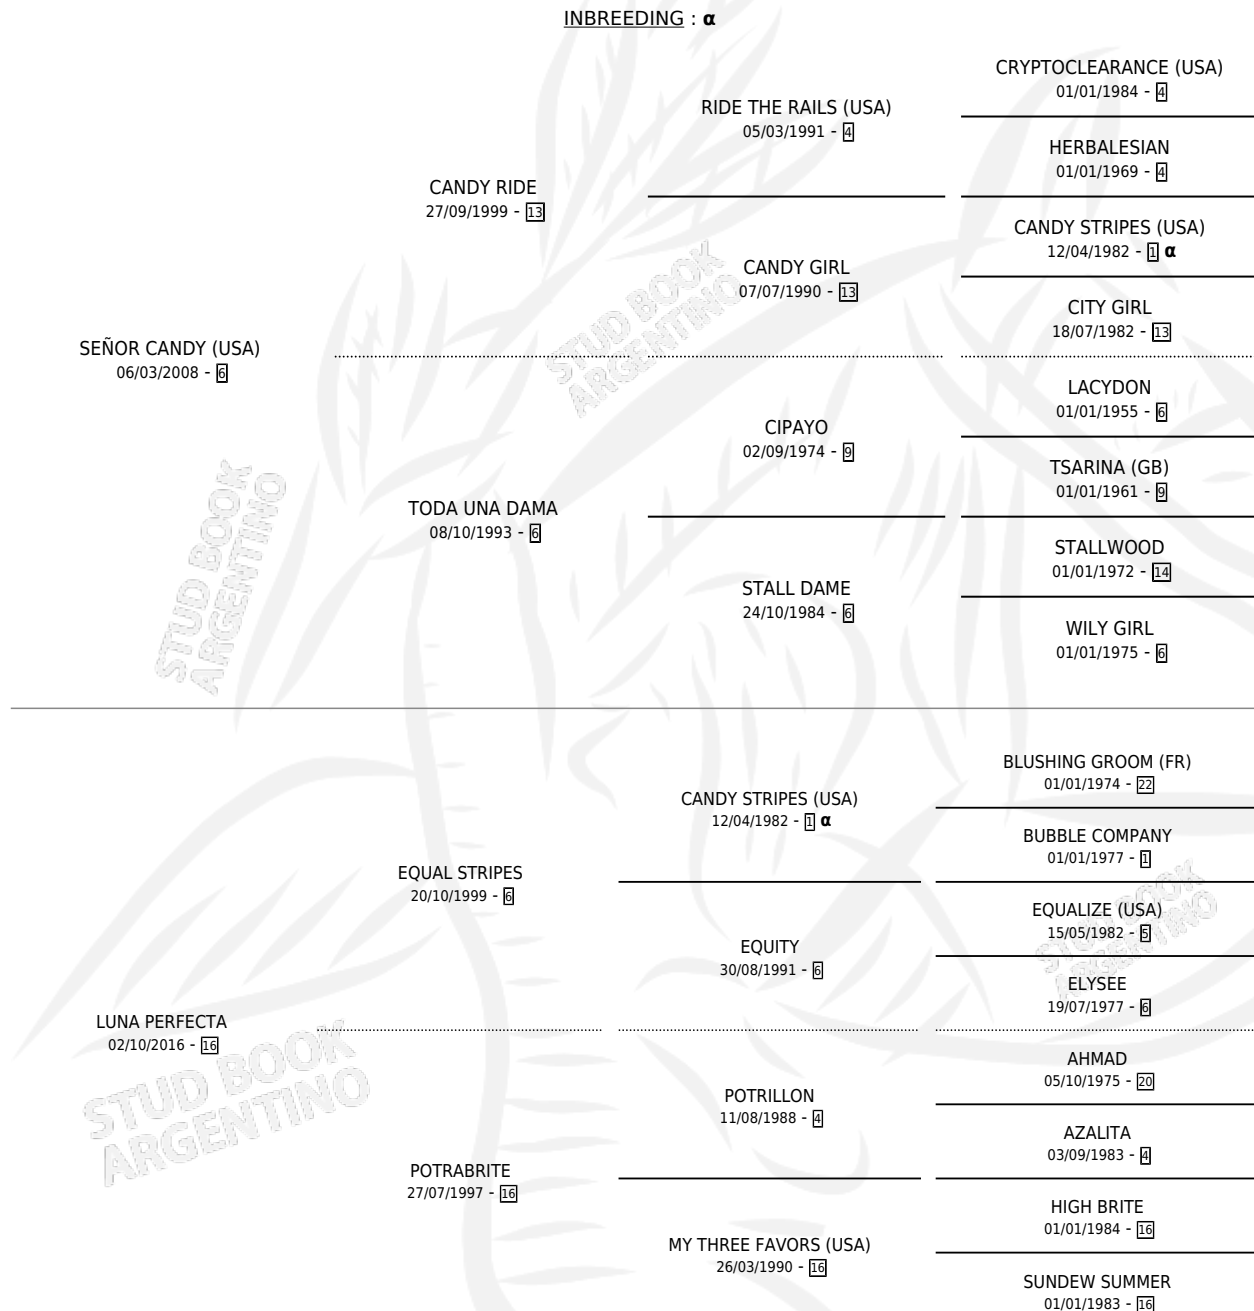 INBREEDING : α
CRYPTOCLEARANCE (USA)
01/01/1984 - 4
RIDE THE RAILS (USA)
05/03/1991 - 4
HERBALESIAN
01/01/1969 - 4
CANDY RIDE
27/09/1999 - 13
CANDY STRIPES (USA)
12/04/1982 - 1 α
CANDY GIRL
07/07/1990 - 13
CITY GIRL
18/07/1982 - 13
SEÑOR CANDY (USA)
06/03/2008 - 6
LACYDON
01/01/1955 - 6
CIPAYO
02/09/1974 - 9
TSARINA (GB)
01/01/1961 - 9
TODA UNA DAMA
08/10/1993 - 6
STALLWOOD
01/01/1972 - 14
STALL DAME
24/10/1984 - 6
WILY GIRL
01/01/1975 - 6
BLUSHING GROOM (FR)
01/01/1974 - 22
CANDY STRIPES (USA)
12/04/1982 - 1 α
BUBBLE COMPANY
01/01/1977 - 1
EQUAL STRIPES
20/10/1999 - 6
EQUALIZE (USA)
15/05/1982 - 5
EQUITY
30/08/1991 - 6
ELYSEE
19/07/1977 - 6
LUNA PERFECTA
02/10/2016 - 16
AHMAD
05/10/1975 - 20
POTRILLON
11/08/1988 - 4
AZALITA
03/09/1983 - 4
POTRABRITE
27/07/1997 - 16
HIGH BRITE
01/01/1984 - 16
MY THREE FAVORS (USA)
26/03/1990 - 16
SUNDEW SUMMER
01/01/1983 - 16
STUD BOOK
ARGENTINO
STUD BOOK
ARGENTINO
STUD BOOK
ARGENTINO
STUD BOOK
ARGENTINO